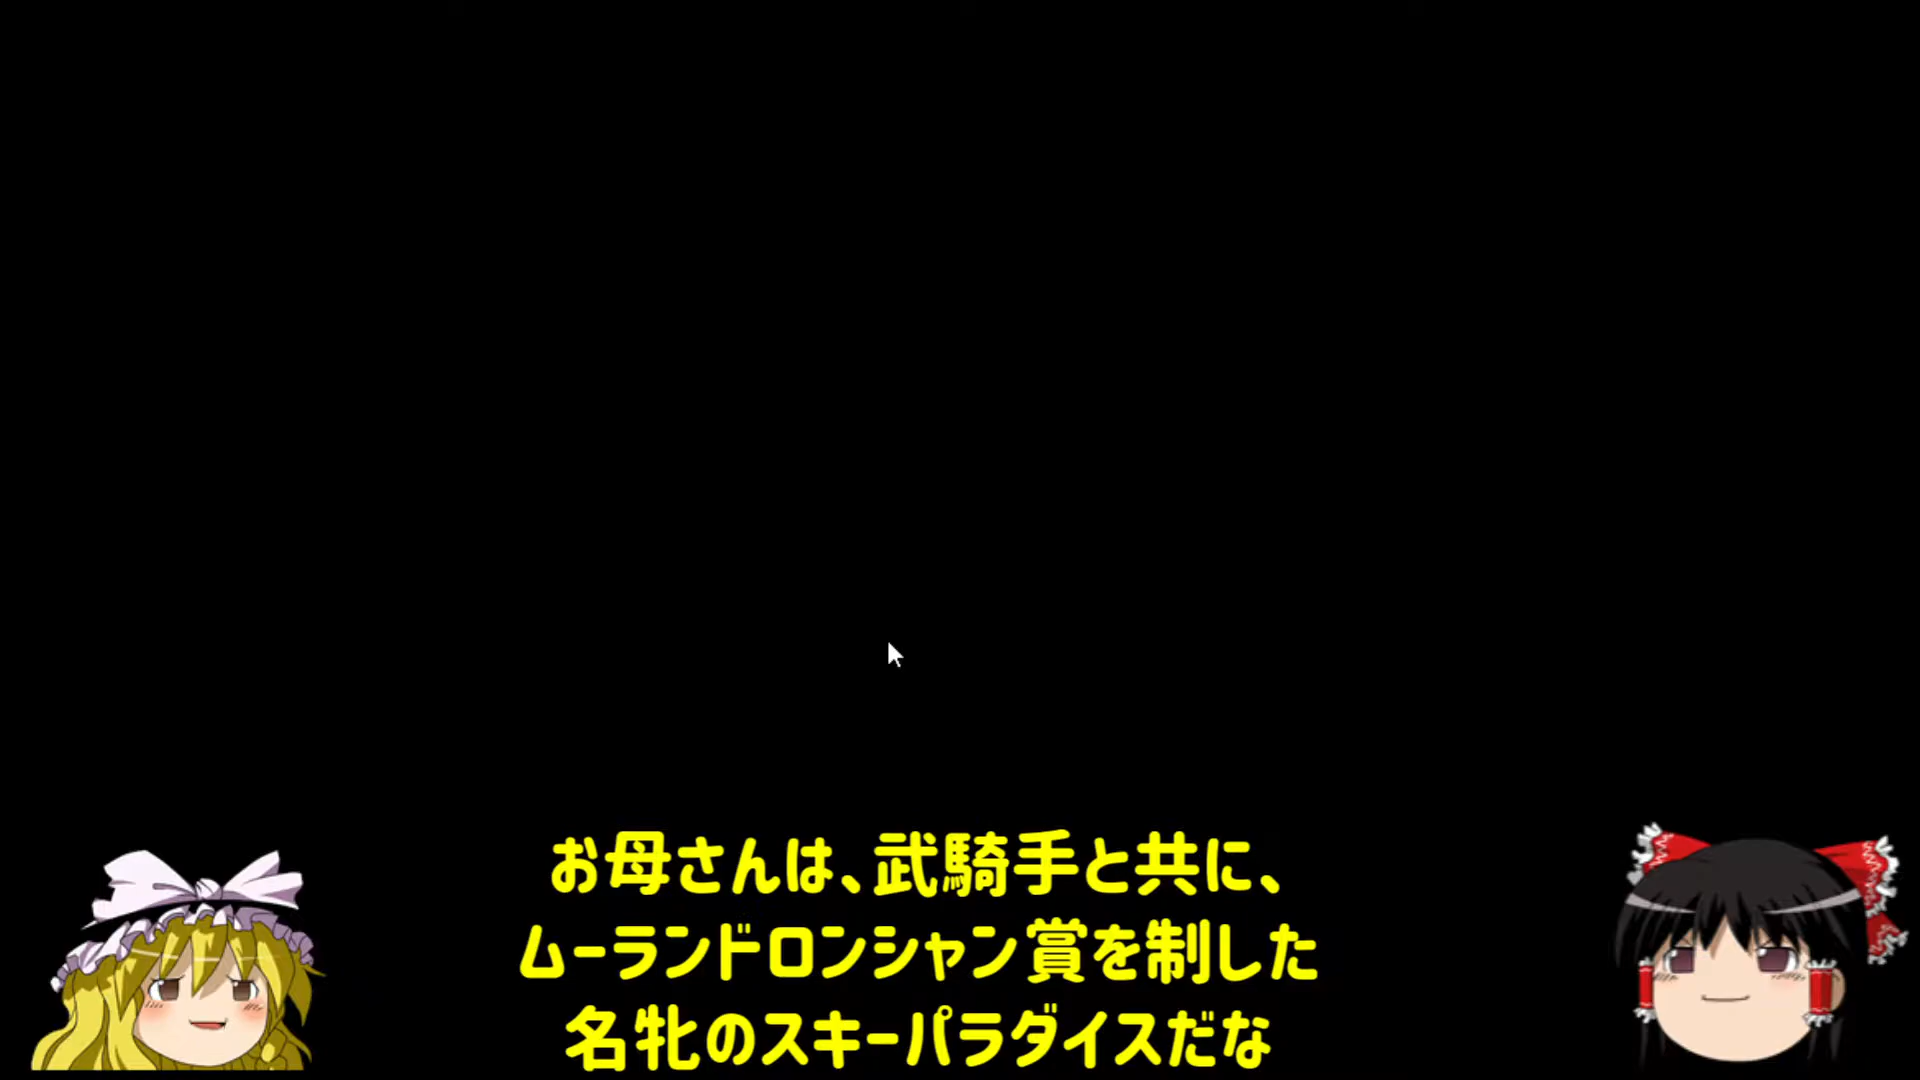 お母さんは、武騎手と共に、
ムーランドロンシャン賞を制した
名牝のスキーパラダイスだな